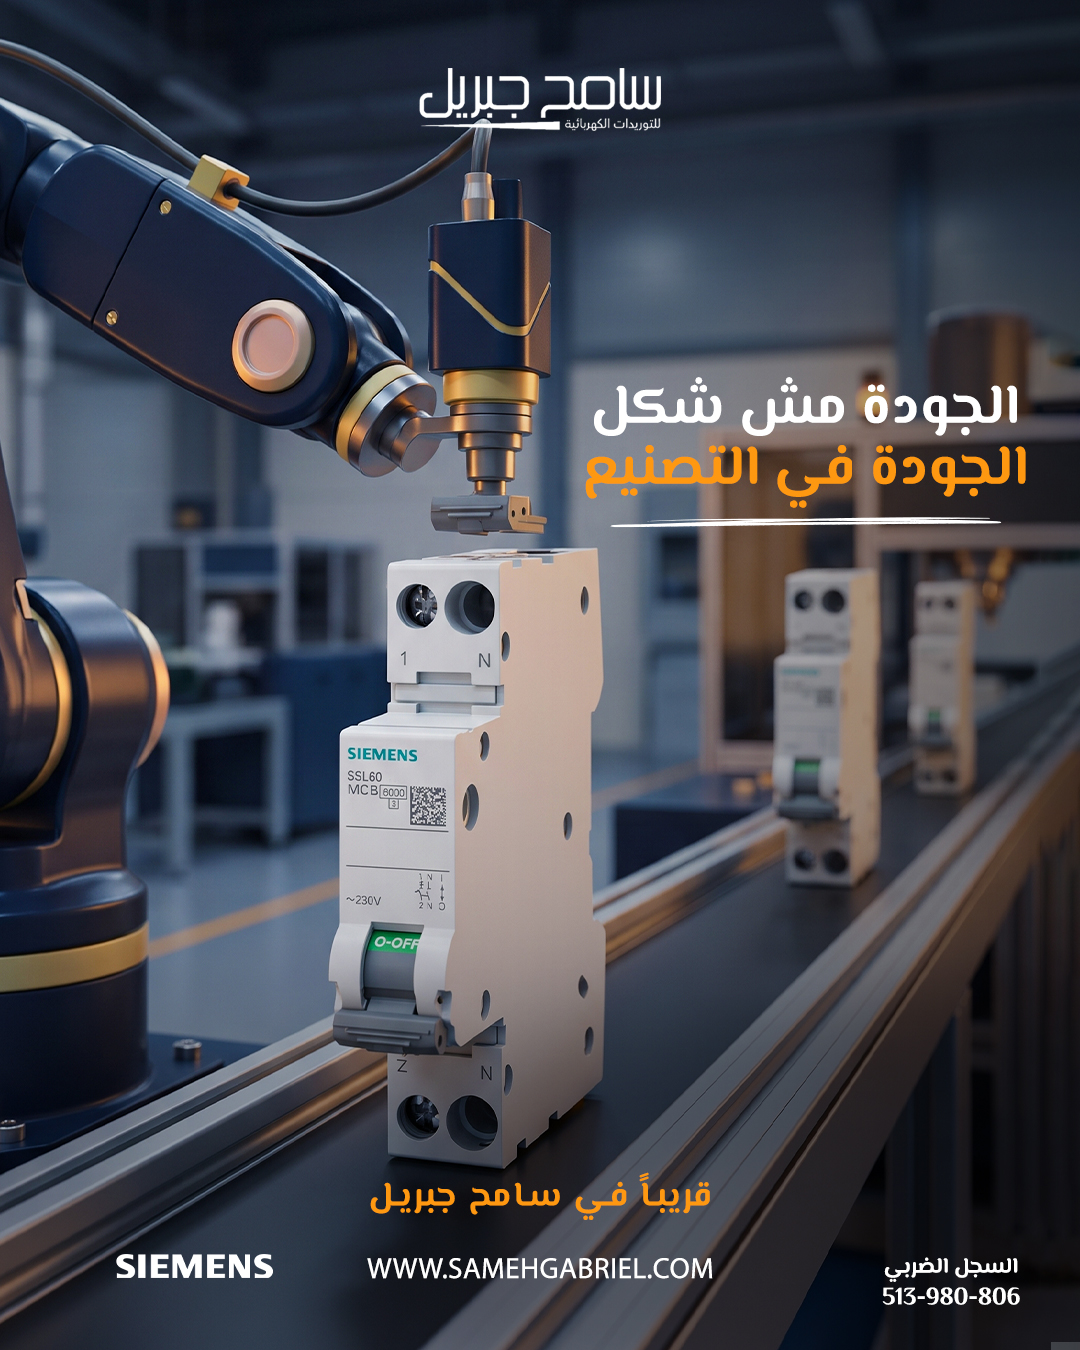 سامح جبريل
للتوريدات الكهربائية
الجودة مش شكل
الجودة في التصنيع
1 N
SIEMENS
SSL60
MCB 6000
3
~230V
O-OFF
Z N
قريباً في سامح جبريل
SIEMENS
WWW.SAMEHGABRIEL.COM
السجل الضربي
513-980-806